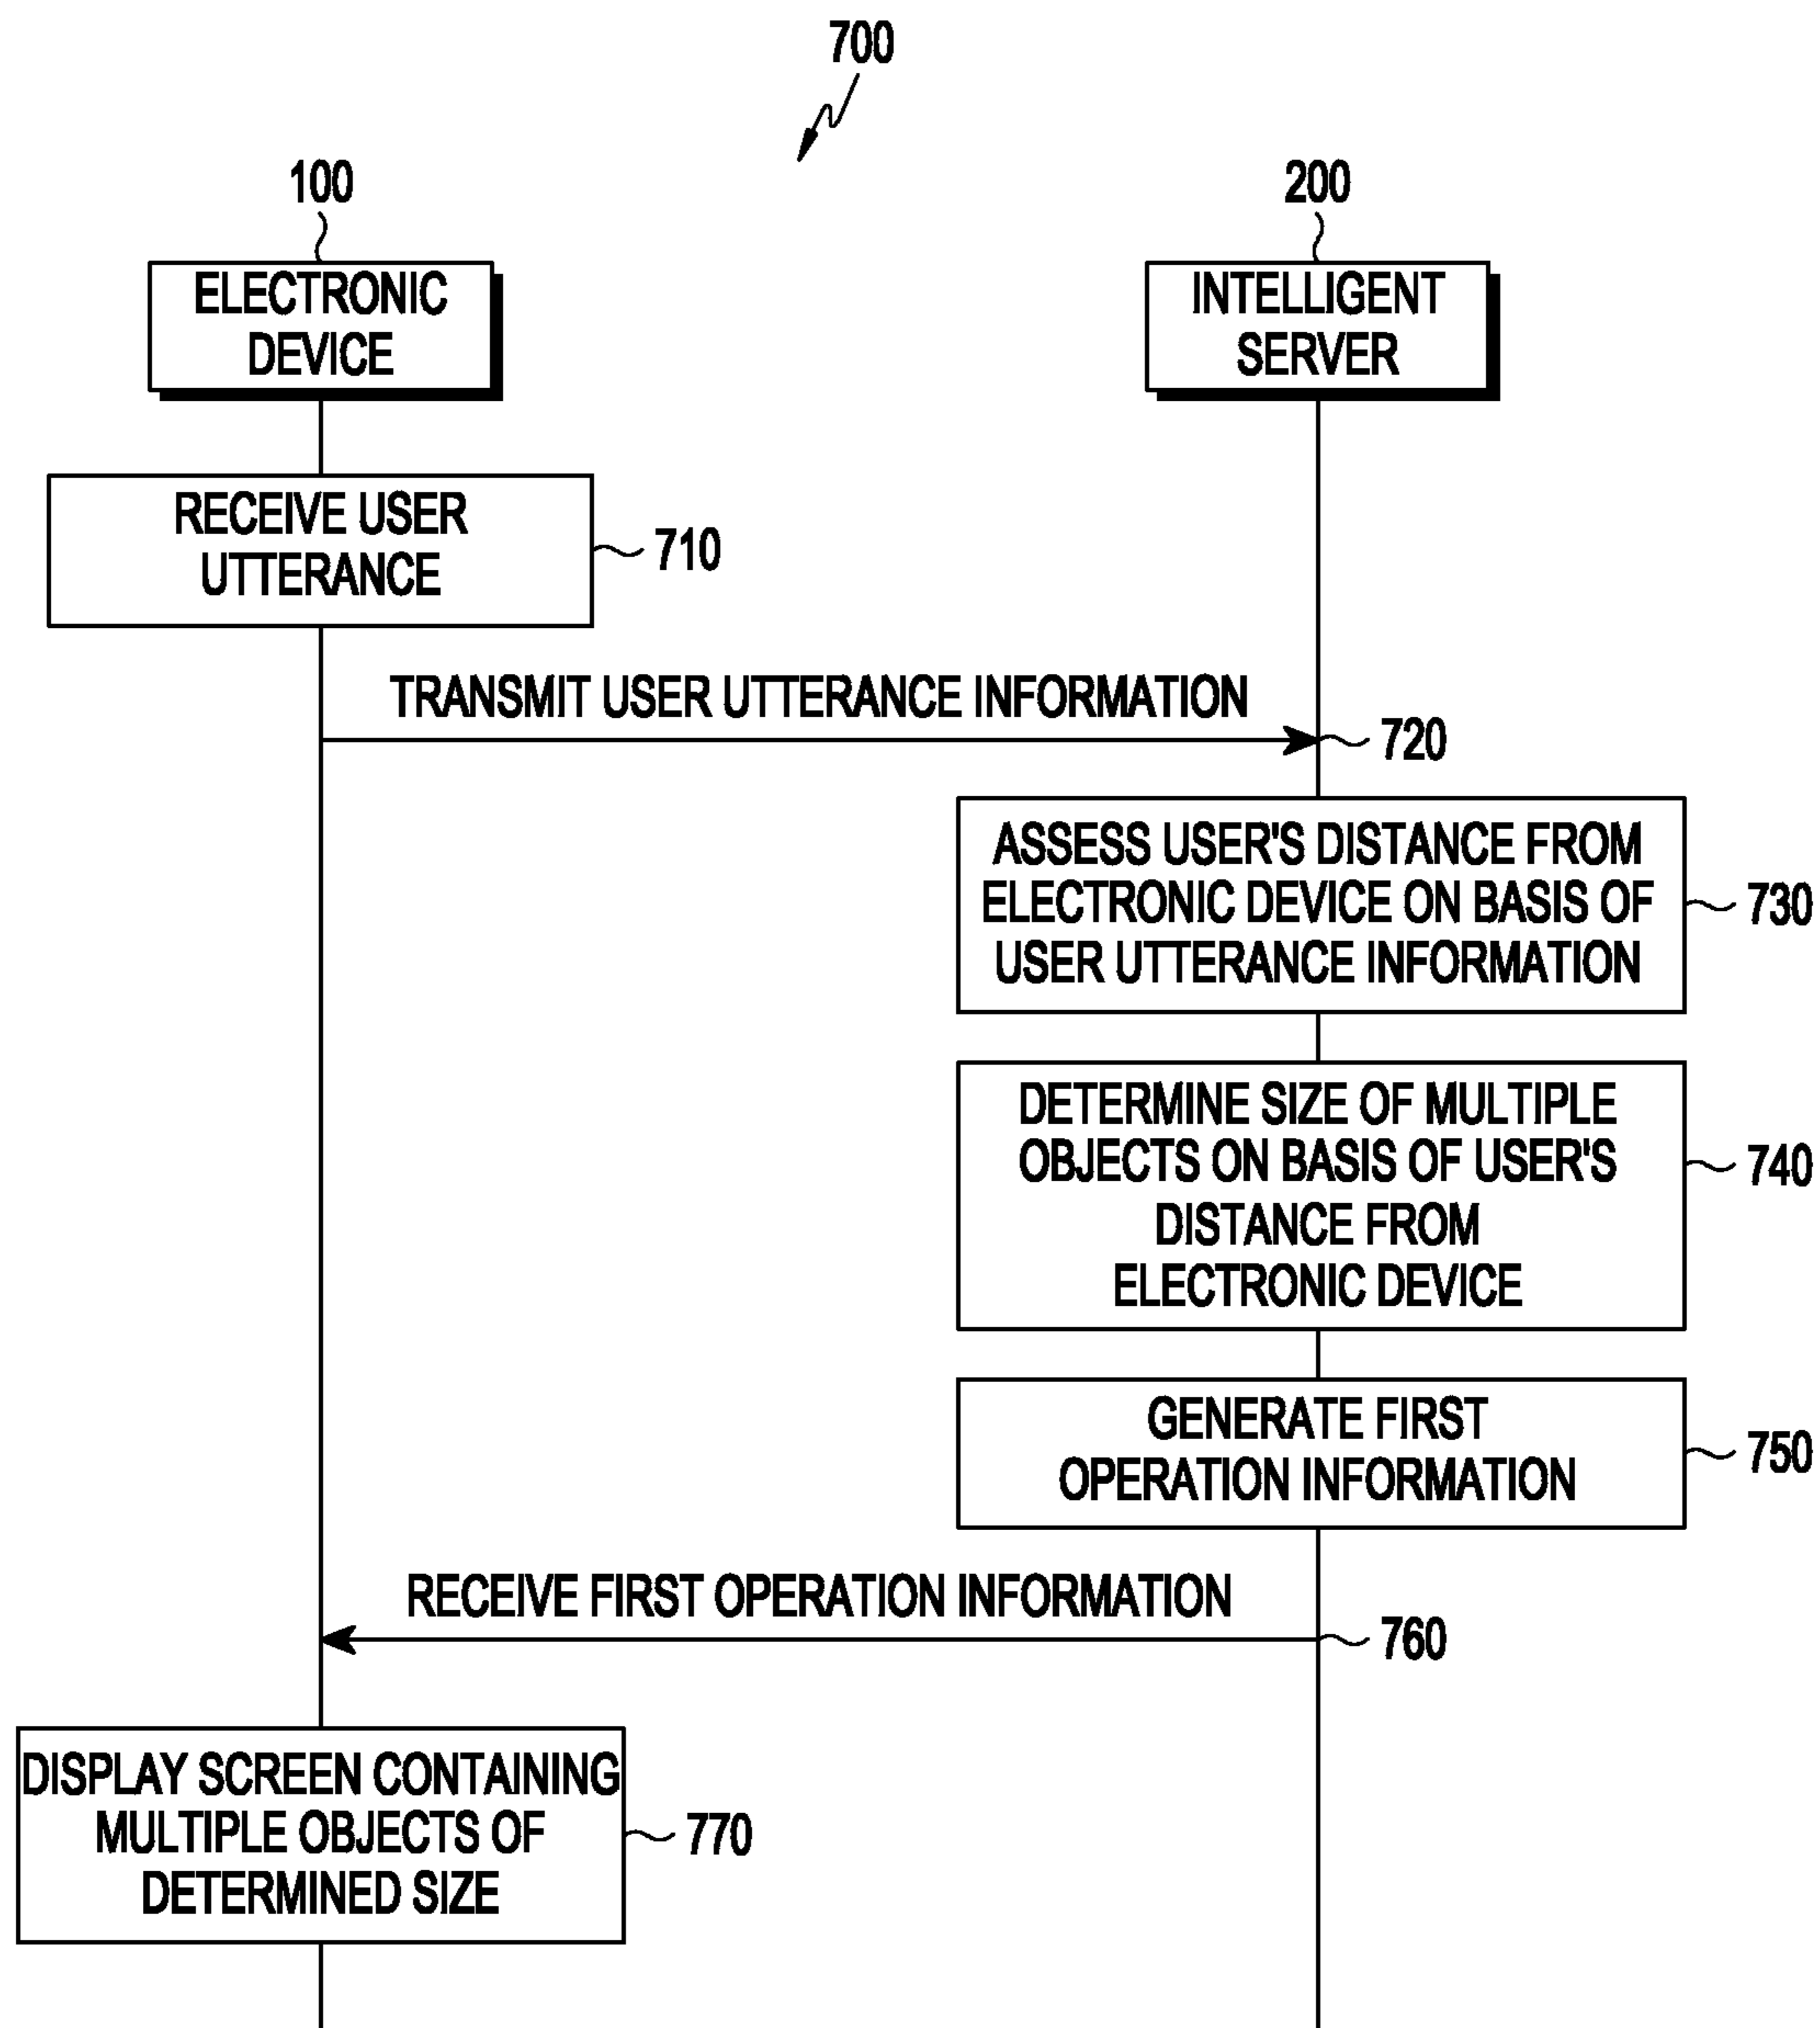 700
100
200
ELECTRONIC
DEVICE
INTELLIGENT
SERVER
RECEIVE USER
UTTERANCE
710
TRANSMIT USER UTTERANCE INFORMATION
720
ASSESS USER'S DISTANCE FROM
ELECTRONIC DEVICE ON BASIS OF
USER UTTERANCE INFORMATION
730
DETERMINE SIZE OF MULTIPLE
OBJECTS ON BASIS OF USER'S
DISTANCE FROM
ELECTRONIC DEVICE
740
GENERATE FIRST
OPERATION INFORMATION
750
RECEIVE FIRST OPERATION INFORMATION
760
DISPLAY SCREEN CONTAINING
MULTIPLE OBJECTS OF
DETERMINED SIZE
770